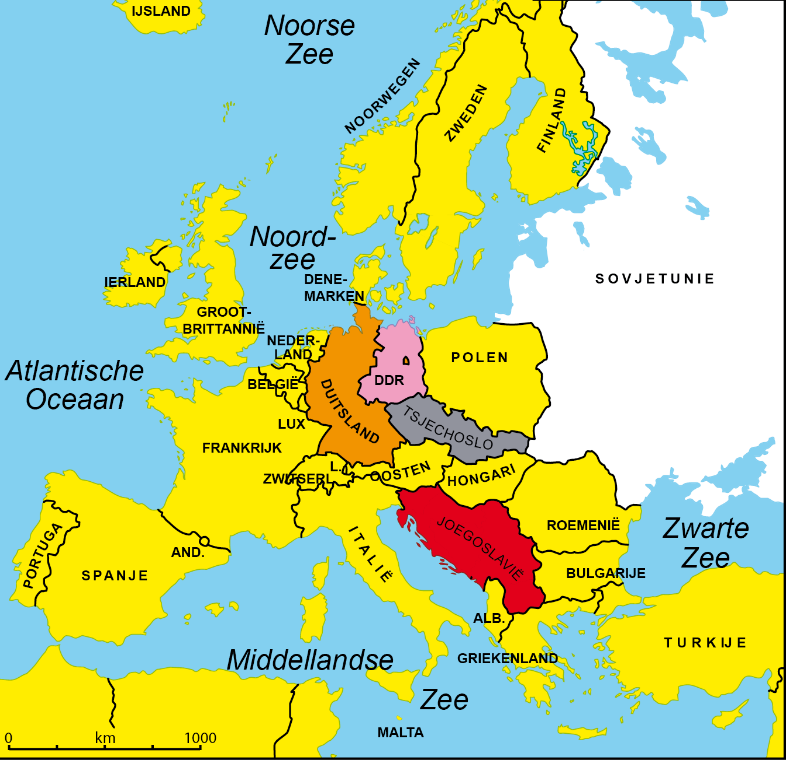 IJSLAND
Noorse
Zee
NOORWEGEN
ZWEDEN
FINLAND
Noord-
zee
DENE-
MARKEN
SOVJETUNIE
IERLAND
GROOT-
BRITTANNIË
NEDER-
LAND
POLEN
Atlantische
Oceaan
BELGIË
DUITSLAND
DDR
TSJECHOSLO
LUX
FRANKRIJK
L.
ZWITSERL.
OOSTEN
HONGARI
JOEGOSLAVIË
ROEMENIË
Zwarte
Zee
PORTUGA
SPANJE
AND.
ITALIË
BULGARIJE
ALB.
GRIEKENLAND
TURKIJE
Middellandse
Zee
MALTA
0 km 1000